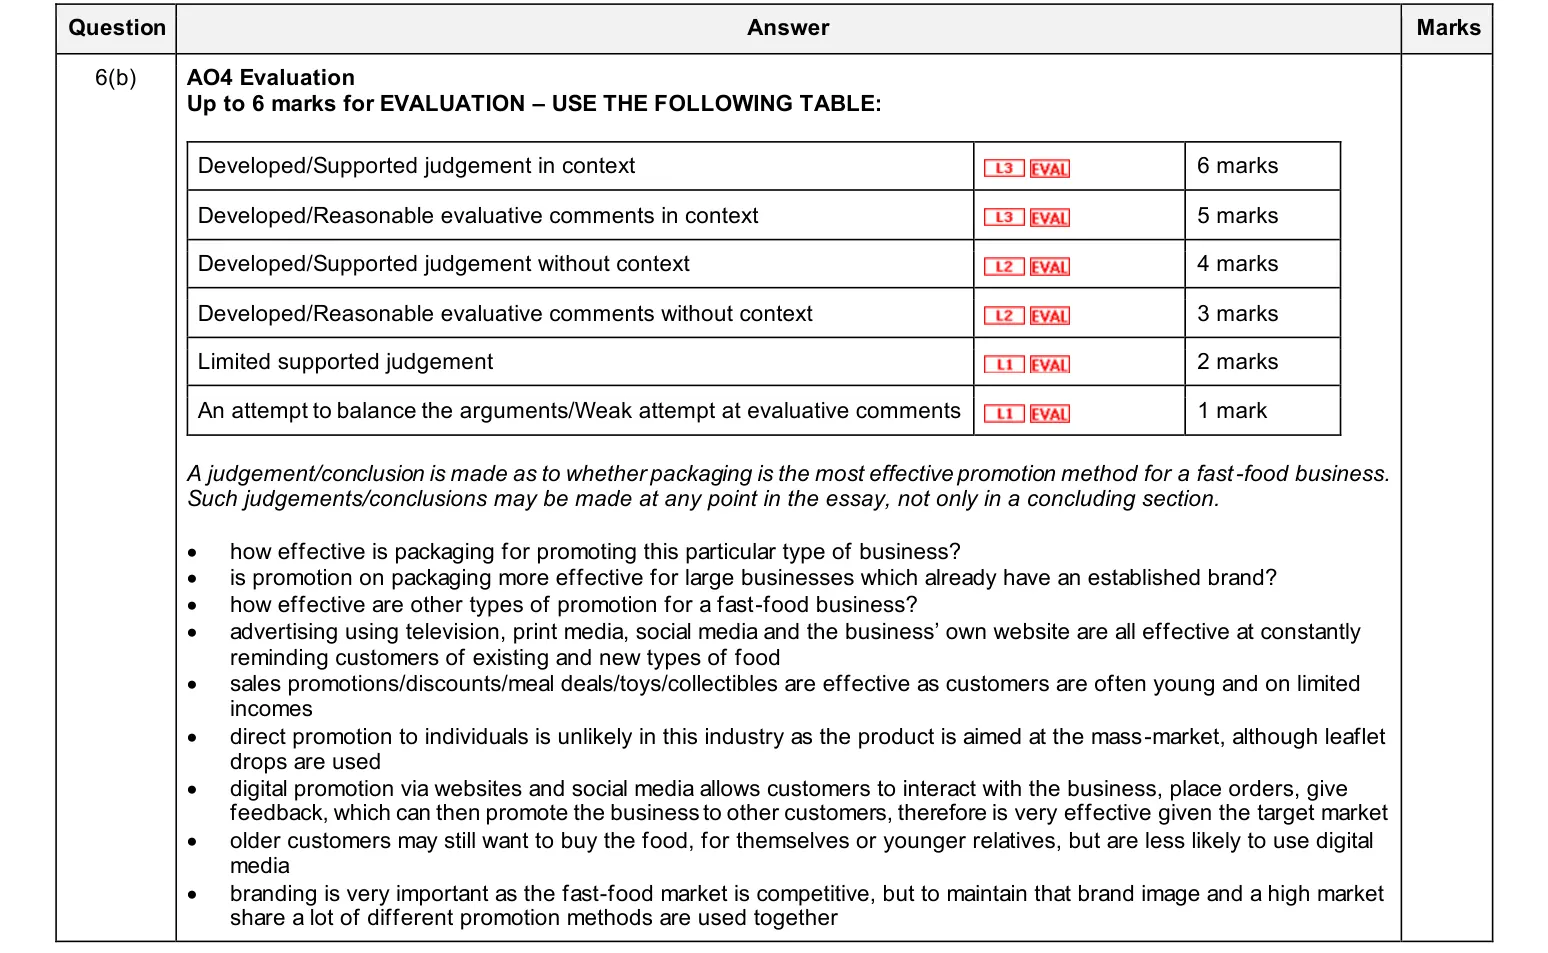 Question Answer Marks
6(b)
AO4 Evaluation
Up to 6 marks for EVALUATION – USE THE FOLLOWING TABLE:
Developed/Supported judgement in context L3 EVAL 6 marks
Developed/Reasonable evaluative comments in context L3 EVAL 5 marks
Developed/Supported judgement without context L2 EVAL 4 marks
Developed/Reasonable evaluative comments without context L2 EVAL 3 marks
Limited supported judgement L1 EVAL 2 marks
An attempt to balance the arguments/Weak attempt at evaluative comments L1 EVAL 1 mark
A judgement/conclusion is made as to whether packaging is the most effective promotion method for a fast-food business.
Such judgements/conclusions may be made at any point in the essay, not only in a concluding section.
• how effective is packaging for promoting this particular type of business?
• is promotion on packaging more effective for large businesses which already have an established brand?
• how effective are other types of promotion for a fast-food business?
• advertising using television, print media, social media and the business’ own website are all effective at constantly
reminding customers of existing and new types of food
• sales promotions/discounts/meal deals/toys/collectibles are effective as customers are often young and on limited
incomes
• direct promotion to individuals is unlikely in this industry as the product is aimed at the mass-market, although leaflet
drops are used
• digital promotion via websites and social media allows customers to interact with the business, place orders, give
feedback, which can then promote the business to other customers, therefore is very effective given the target market
• older customers may still want to buy the food, for themselves or younger relatives, but are less likely to use digital
media
• branding is very important as the fast-food market is competitive, but to maintain that brand image and a high market
share a lot of different promotion methods are used together